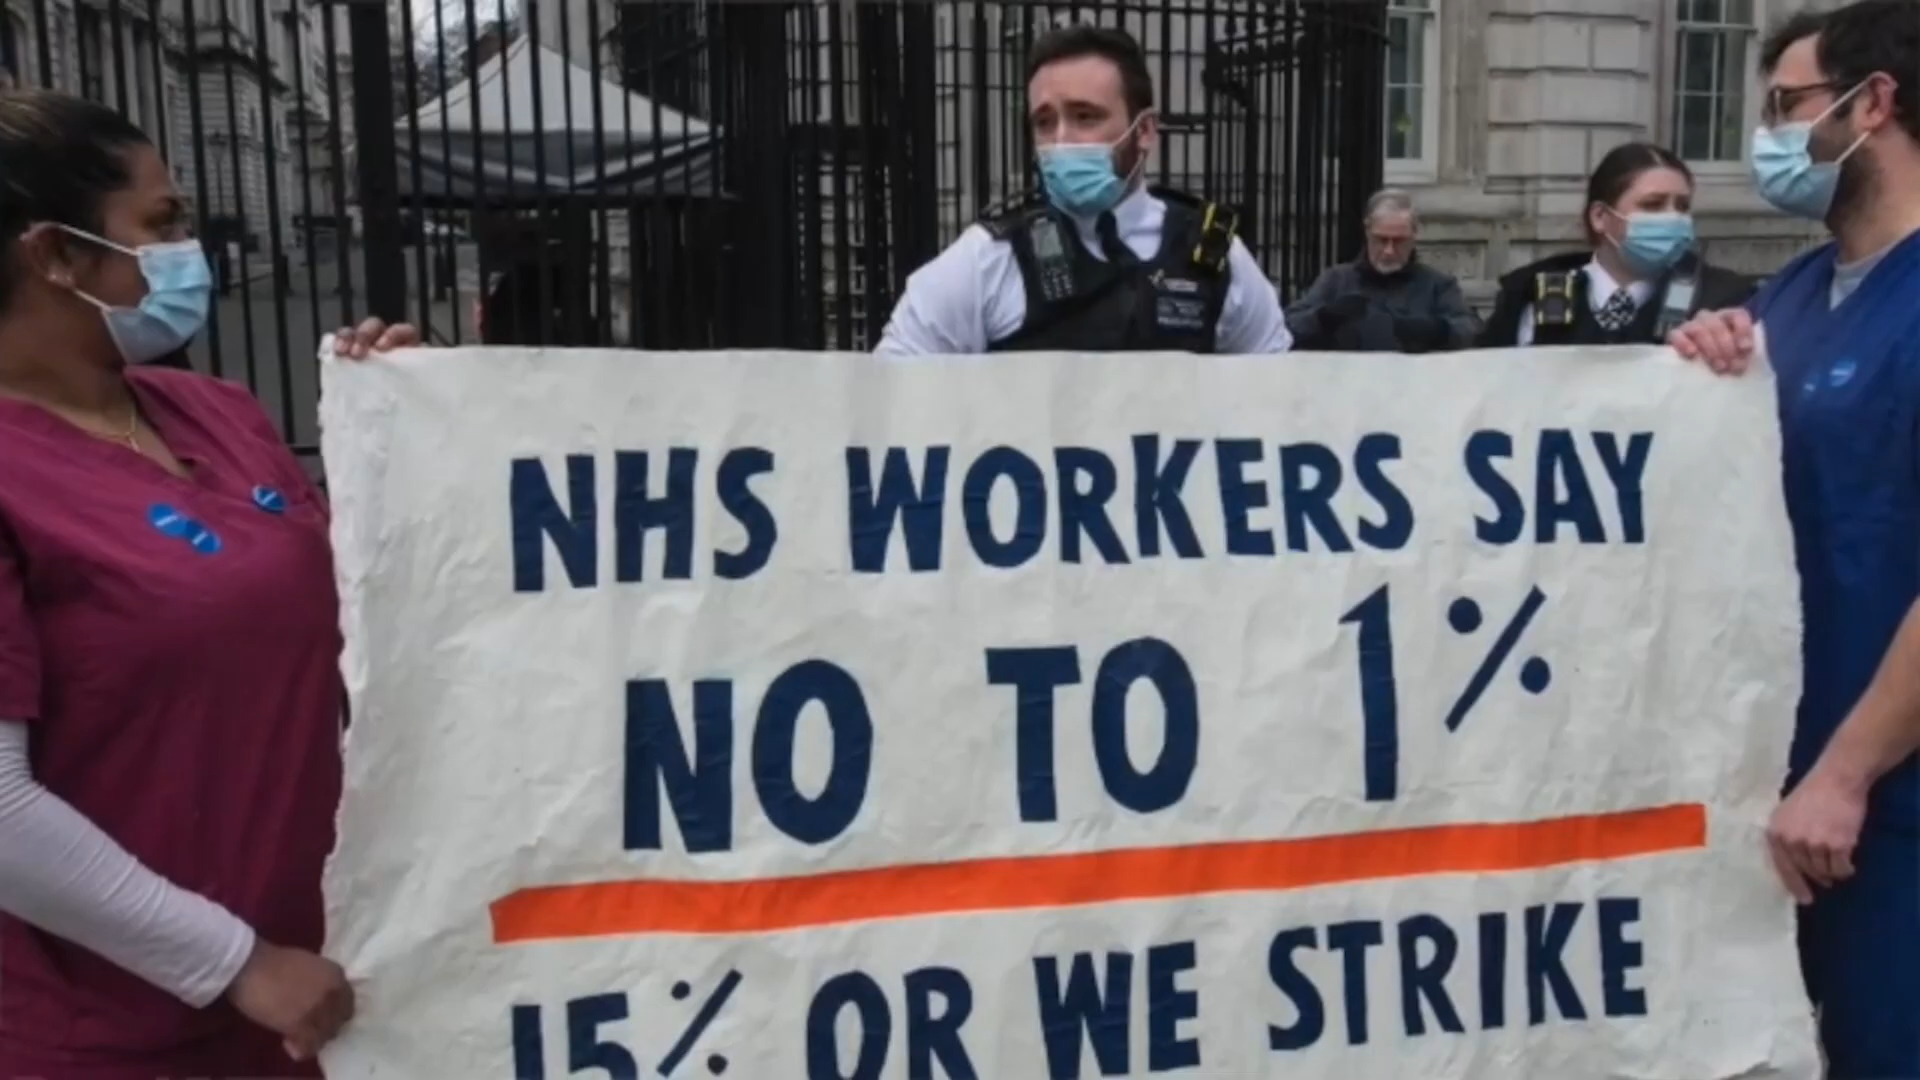 NHS WORKERS SAY
NO TO 1%
15% OR WE STRIKE